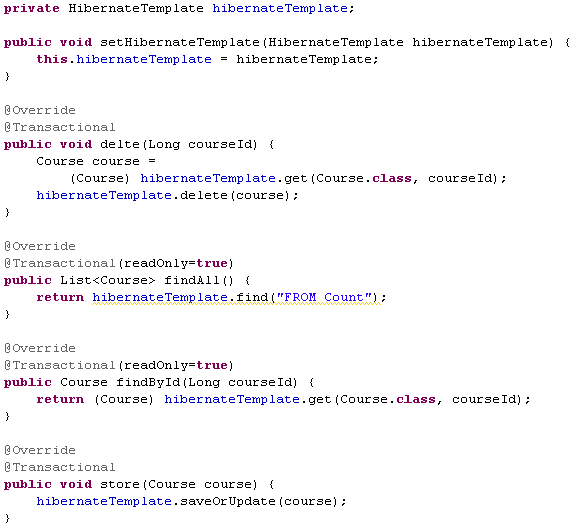 private HibernateTemplate hibernateTemplate;

public void setHibernateTemplate(HibernateTemplate hibernateTemplate) {
    this.hibernateTemplate = hibernateTemplate;
}

@Override
@Transactional
public void delte(Long courseId) {
    Course course =
        (Course) hibernateTemplate.get(Course.class, courseId);
    hibernateTemplate.delete(course);
}

@Override
@Transactional(readOnly=true)
public List<Course> findAll() {
    return hibernateTemplate.find("FROM Count");
}

@Override
@Transactional(readOnly=true)
public Course findById(Long courseId) {
    return (Course) hibernateTemplate.get(Course.class, courseId);
}

@Override
@Transactional
public void store(Course course) {
    hibernateTemplate.saveOrUpdate(course);
}